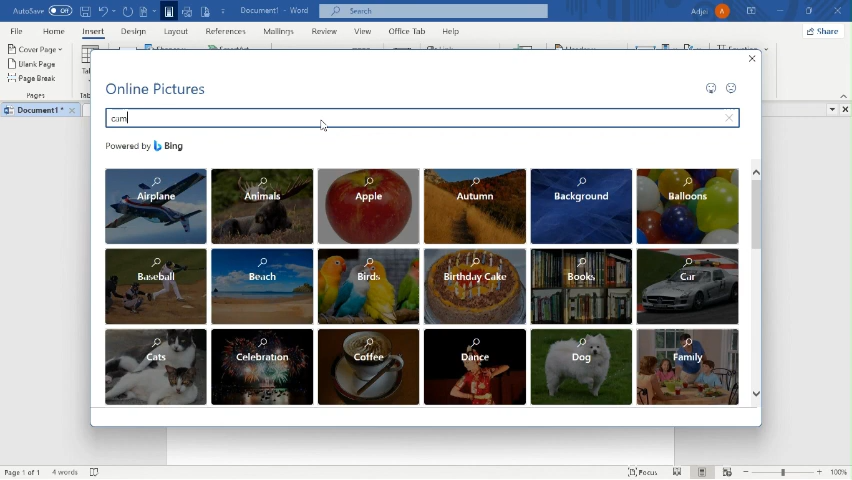 AutoSave Off Document1 - Word Search Adjei A
File Home Insert Design Layout References Mailings Review View Office Tab Help Share
Cover Page
Blank Page
Page Break
Pages
Document1 *
Online Pictures
cam
Powered by Bing
Airplane Animals Apple Autumn Background Balloons
Baseball Beach Birds Birthday Cake Books Car
Cats Celebration Coffee Dance Dog Family
Page 1 of 1 4 words Focus 100%